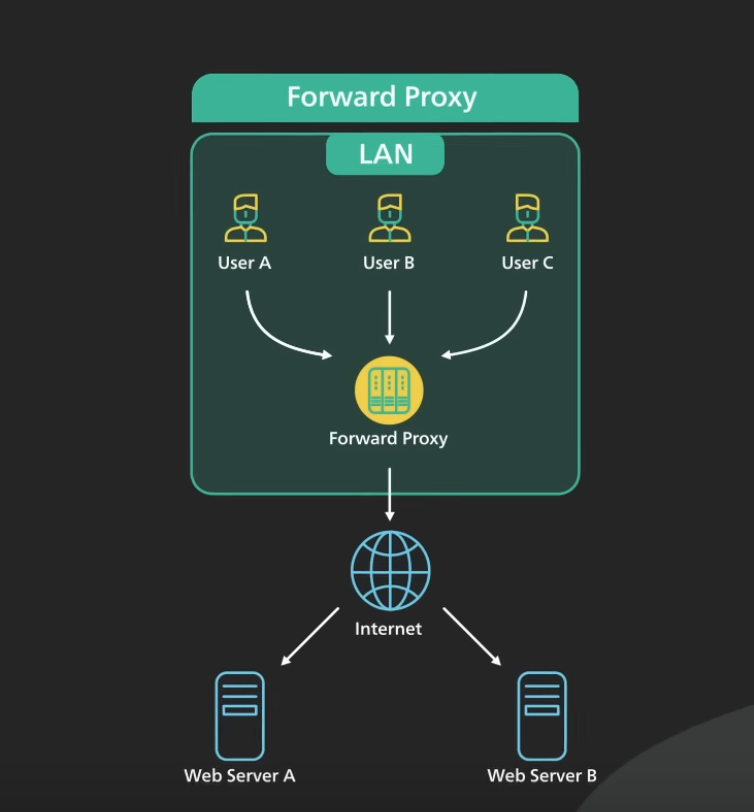 Forward Proxy
LAN
User A
User B
User C
Forward Proxy
Internet
Web Server A
Web Server B